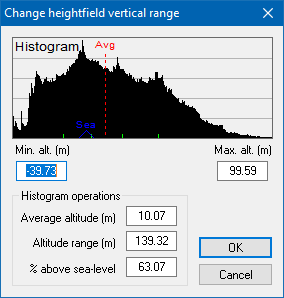 Change heightfield vertical range
Histogram
Avg
Sea
Min. alt. (m) Max. alt. (m)
-39.73 99.59
Histogram operations
Average altitude (m) 10.07
Altitude range (m) 139.32
% above sea-level 63.07
OK
Cancel